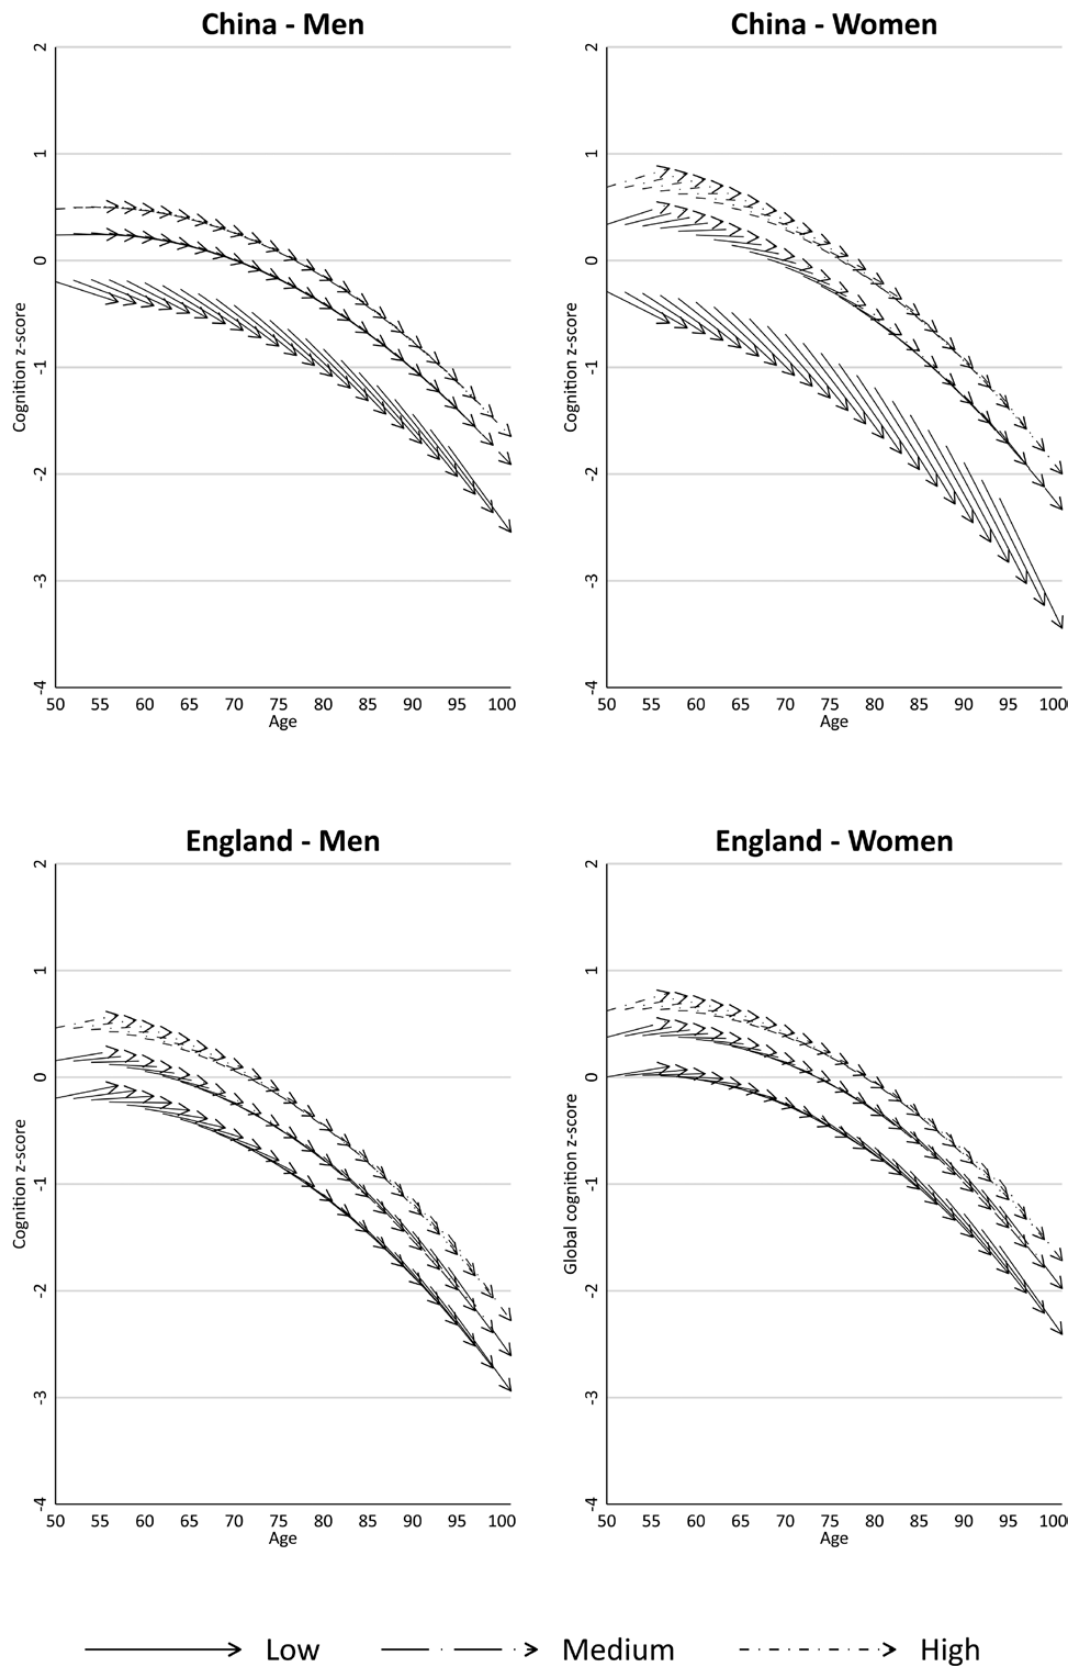 China - Men
2
1
0
-1
-2
-3
-4
Cognition z-score
50 55 60 65 70 75 80 85 90 95 100
Age
China - Women
2
1
0
-1
-2
-3
-4
Cognition z-score
50 55 60 65 70 75 80 85 90 95 100
Age
England - Men
2
1
0
-1
-2
-3
-4
Cognition z-score
50 55 60 65 70 75 80 85 90 95 100
Age
England - Women
2
1
0
-1
-2
-3
-4
Global cognition z-score
50 55 60 65 70 75 80 85 90 95 100
Age
Low Medium High